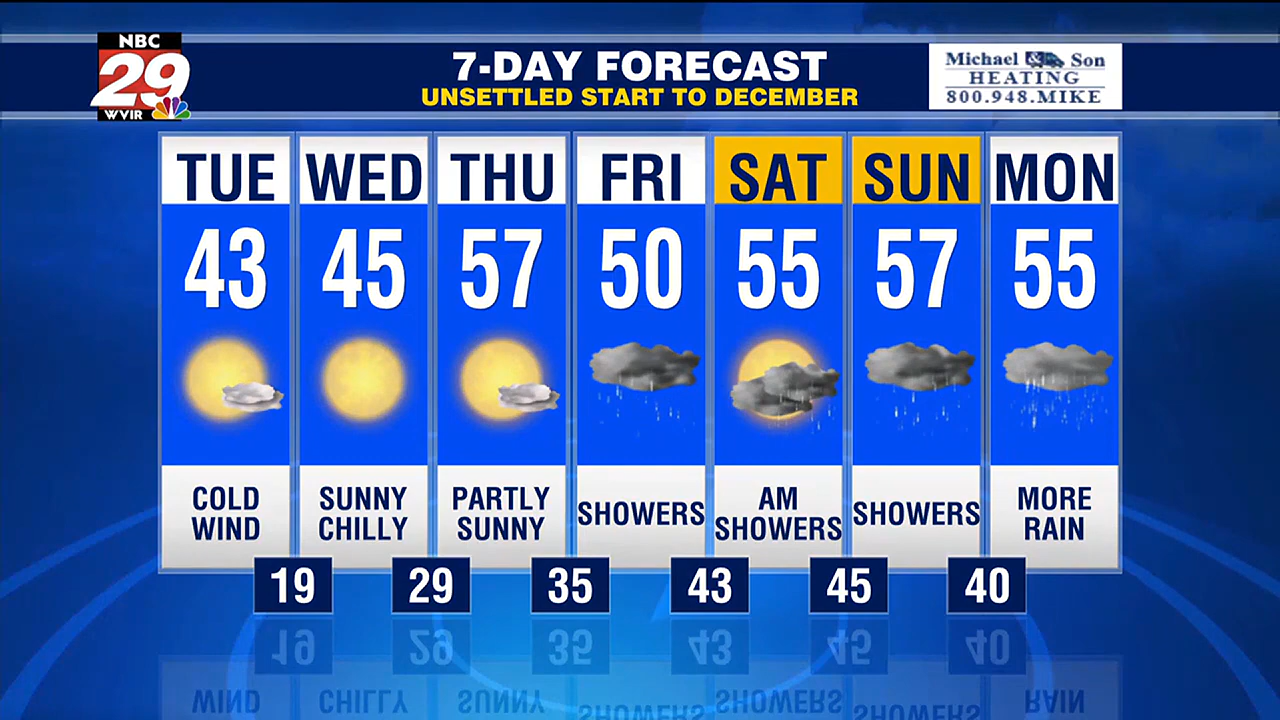 NBC
29
WVIR
7-DAY FORECAST
UNSETTLED START TO DECEMBER
Michael & Son
HEATING
800.948.MIKE
TUE WED THU FRI SAT SUN MON
43 45 57 50 55 57 55
COLD WIND
SUNNY CHILLY
PARTLY SUNNY
SHOWERS
AM SHOWERS
SHOWERS
MORE RAIN
19 29 35 43 45 40